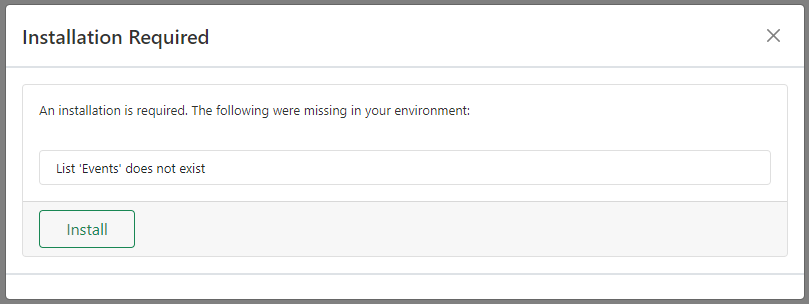 Installation Required
An installation is required. The following were missing in your environment:
List 'Events' does not exist
Install